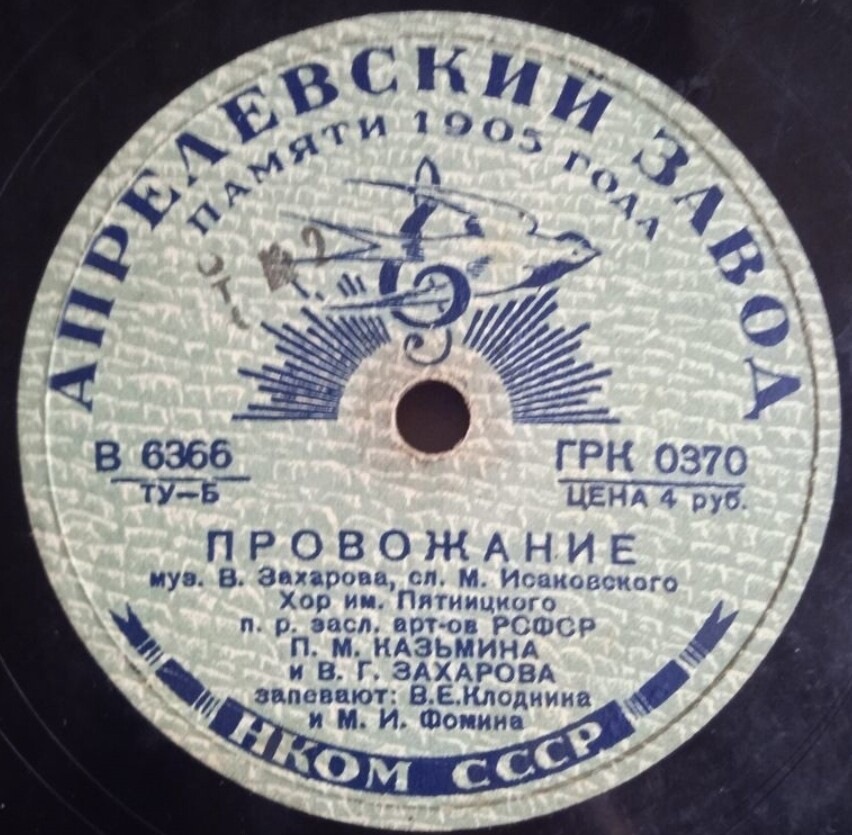 АПРЕЛЕВСКИЙ ЗАВОД
ПАМЯТИ 1905 ГОДА
В 6366
ТУ—Б
ГРК 0370
ЦЕНА 4 руб.
ПРОВОЖАНИЕ
муз. В. Захарова, сл. М. Исаковского
Хор им. Пятницкого
п. р. засл. арт-ов РСФСР
П. М. КАЗЬМИНА
и В. Г. ЗАХАРОВА
запевают: В.Е.Клоднина
и М. И. Фомина
НКОМ СССР